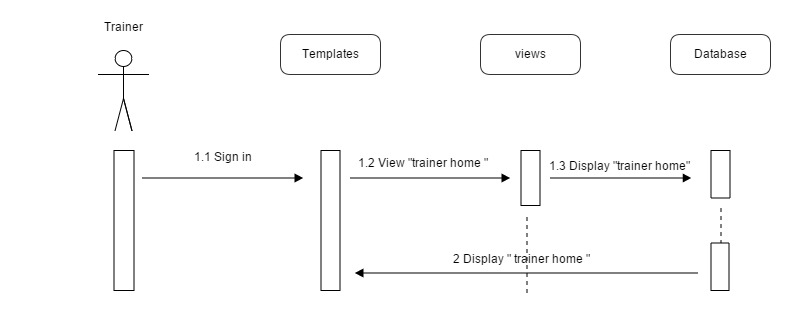 Trainer
Templates
views
Database
1.1 Sign in
1.2 View "trainer home "
1.3 Display "trainer home"
2 Display " trainer home "